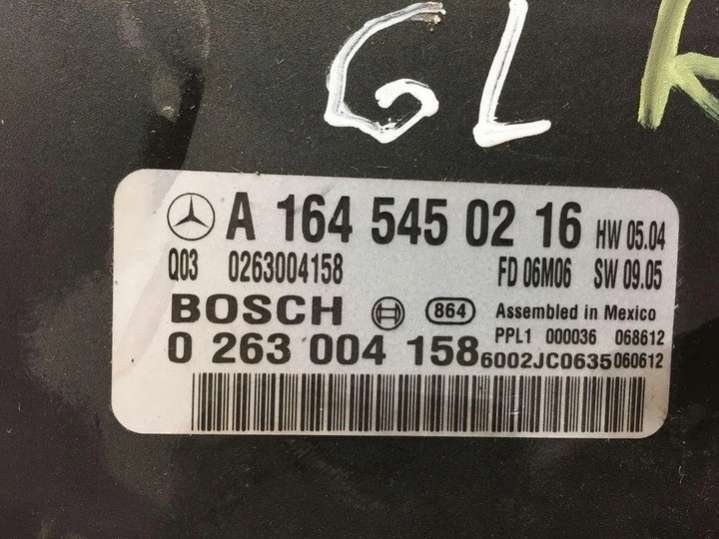 GL
A 164 545 02 16 HW 05.04
Q03 0263004158 FD 06M06 SW 09.05
BOSCH 864 Assembled in Mexico
PPL1 000036 068612
0 263 004 158 6002JC0635 060612